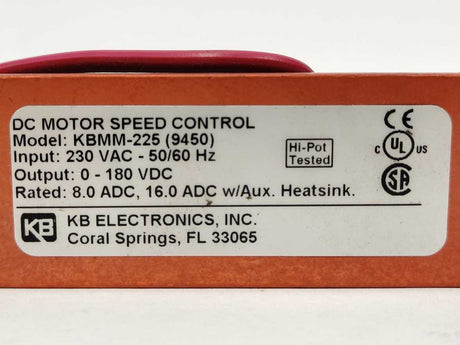 DC MOTOR SPEED CONTROL
Model: KBMM-225 (9450)
Input: 230 VAC - 50/60 Hz
Output: 0 - 180 VDC
Rated: 8.0 ADC, 16.0 ADC w/Aux. Heatsink.
Hi-Pot
Tested
CE
C UL US
SA
KB
KB ELECTRONICS, INC.
Coral Springs, FL 33065